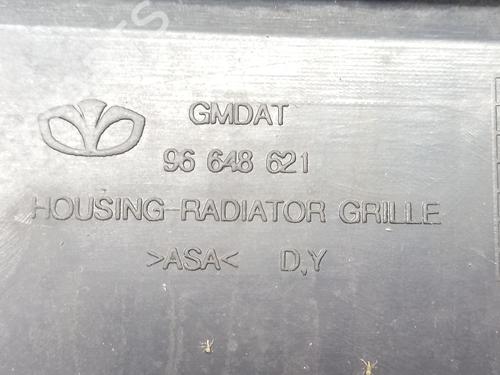 GMDAT
96 648 621
HOUSING-RADIATOR GRILLE
>ASA< D,Y